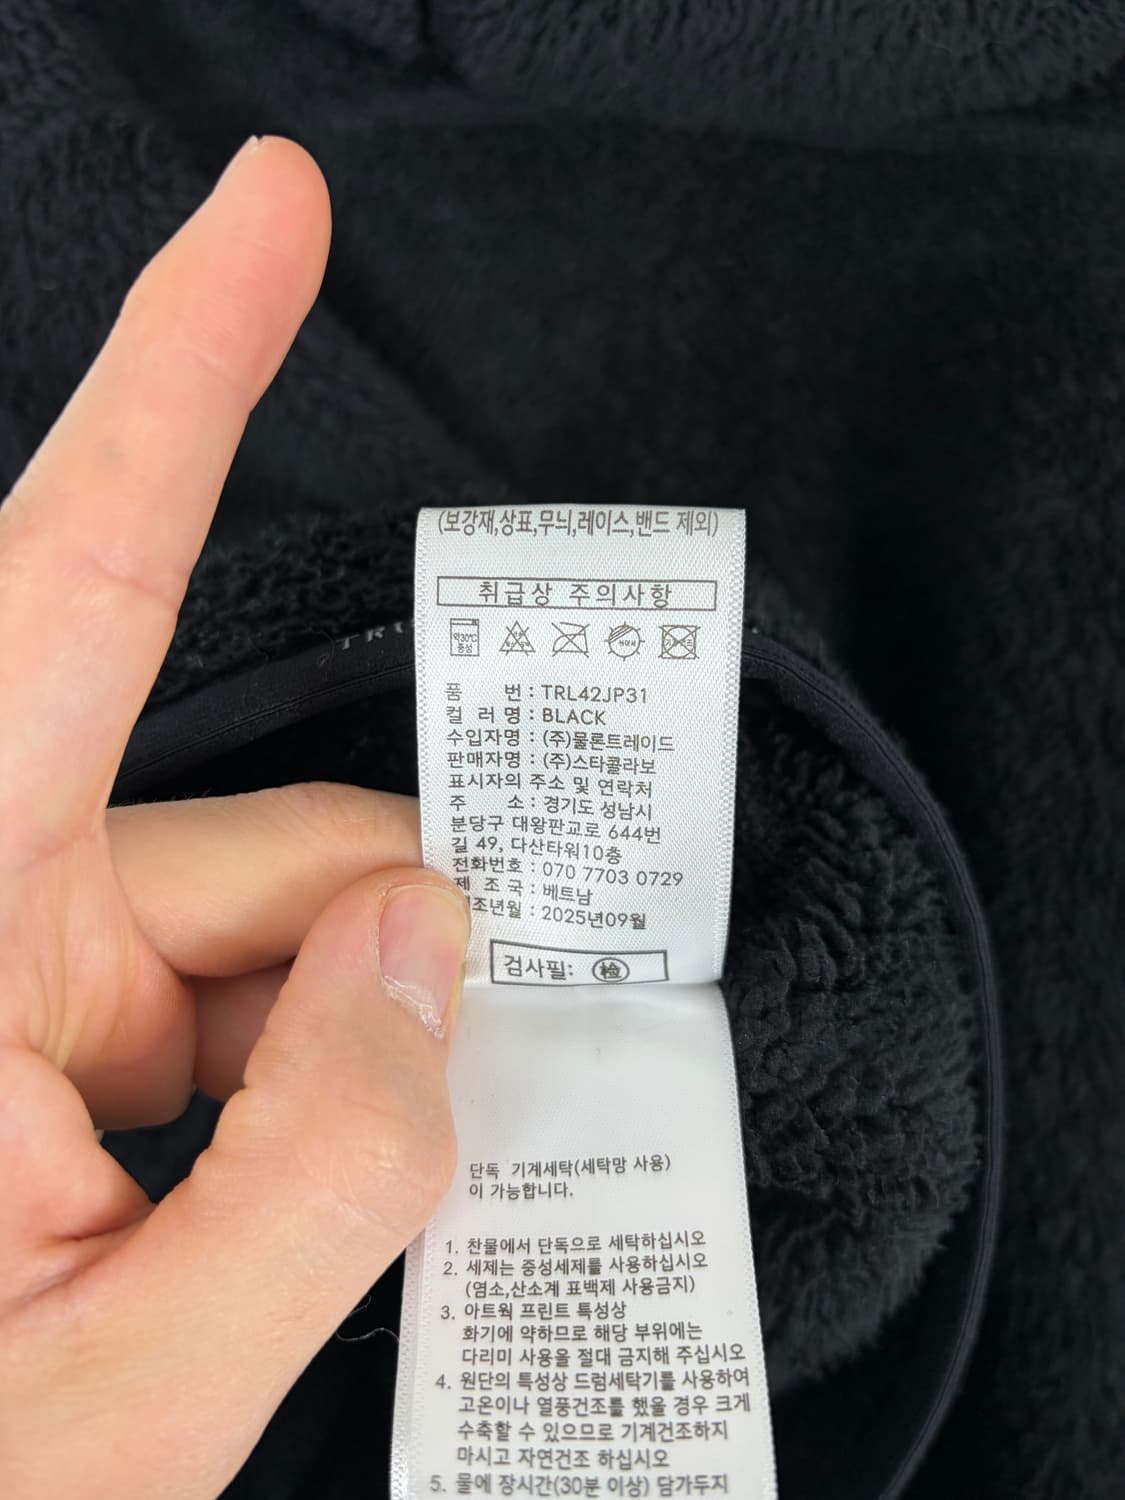 (보강재,상표,무늬,레이스,밴드 제외)
취급상 주의사항
약30℃
중성
품 번 : TRL42JP31
컬 러 명 : BLACK
수입자명 : (주)물론트레이드
판매자명 : (주)스타콜라보
표시자의 주소 및 연락처
주 소 : 경기도 성남시
분당구 대왕판교로 644번
길 49, 다산타워10층
전화번호 : 070 7703 0729
제 조 국 : 베트남
조년월 : 2025년09월
검사필: 檢
단독 기계세탁(세탁망 사용)
이 가능합니다.
1. 찬물에서 단독으로 세탁하십시오
2. 세제는 중성세제를 사용하십시오
(염소,산소계 표백제 사용금지)
3. 아트웍 프린트 특성상
화기에 약하므로 해당 부위에는
다리미 사용을 절대 금지해 주십시오
4. 원단의 특성상 드럼세탁기를 사용하여
고온이나 열풍건조를 했을 경우 크게
수축할 수 있으므로 기계건조하지
마시고 자연건조 하십시오
5. 물에 장시간(30분 이상) 담가두지